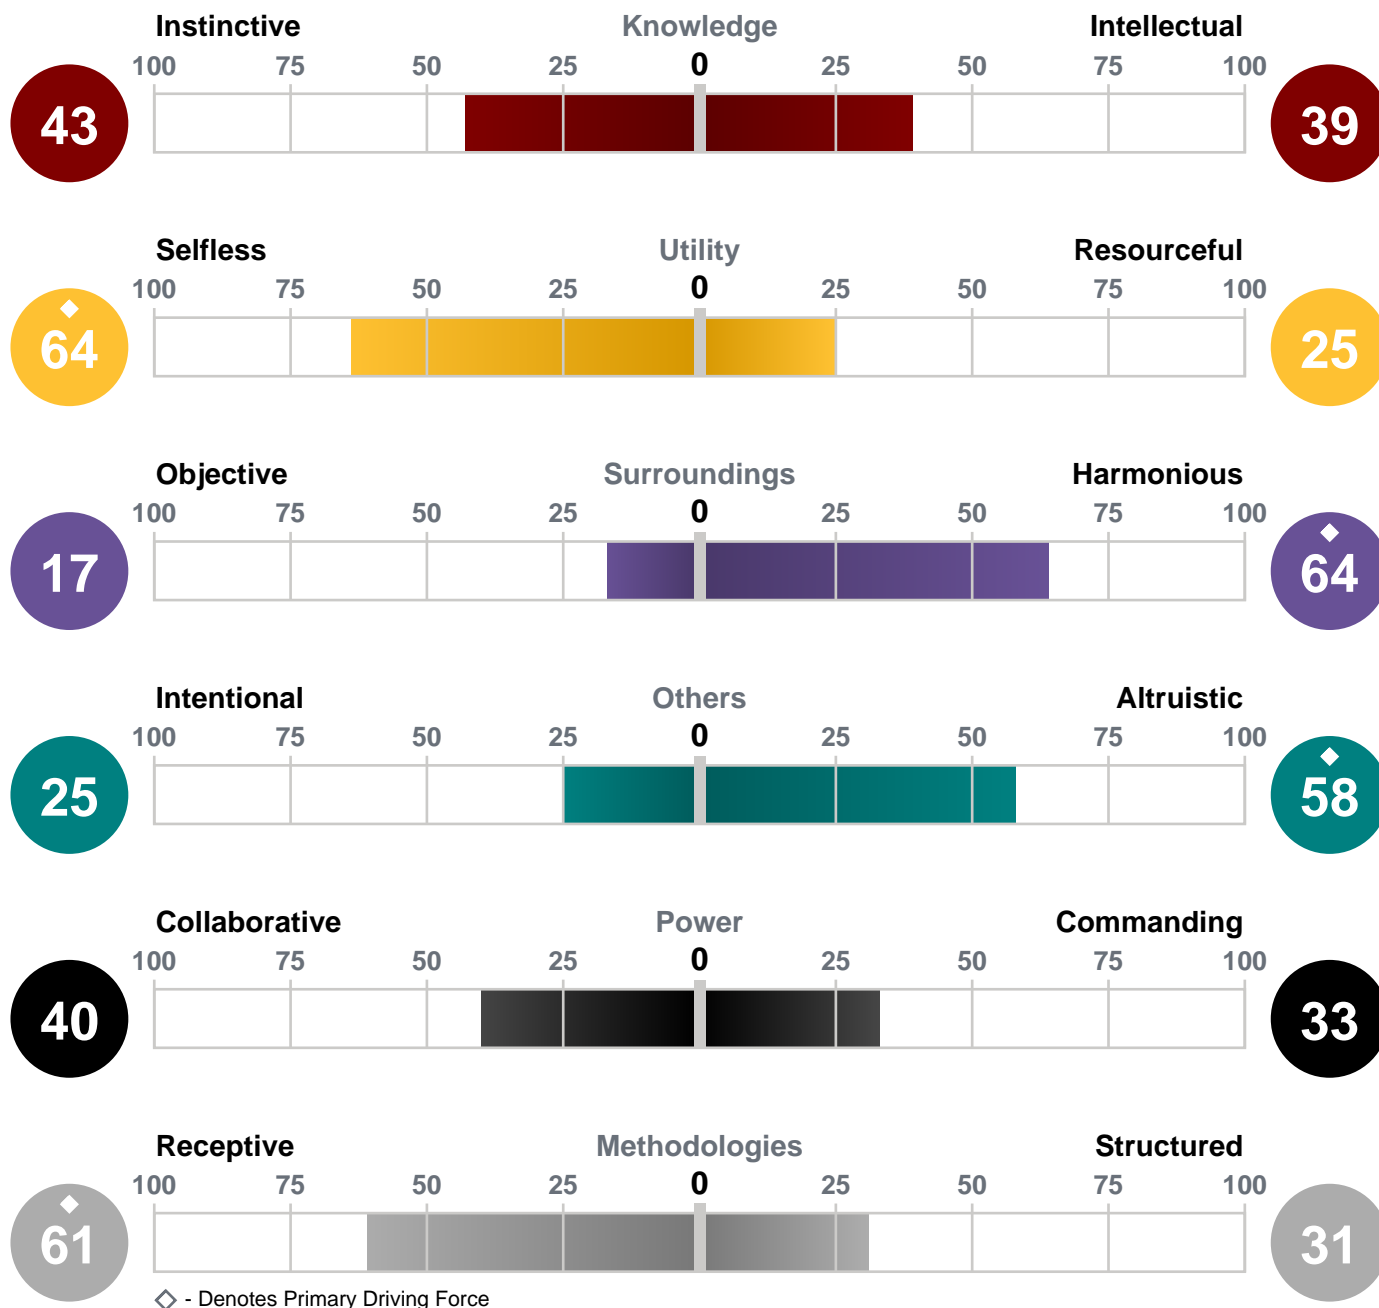 Instinctive Knowledge Intellectual
100 75 50 25 0 25 50 75 100
43 39
Selfless Utility Resourceful
100 75 50 25 0 25 50 75 100
64 25
Objective Surroundings Harmonious
100 75 50 25 0 25 50 75 100
17 64
Intentional Others Altruistic
100 75 50 25 0 25 50 75 100
25 58
Collaborative Power Commanding
100 75 50 25 0 25 50 75 100
40 33
Receptive Methodologies Structured
100 75 50 25 0 25 50 75 100
61 31
- Denotes Primary Driving Force